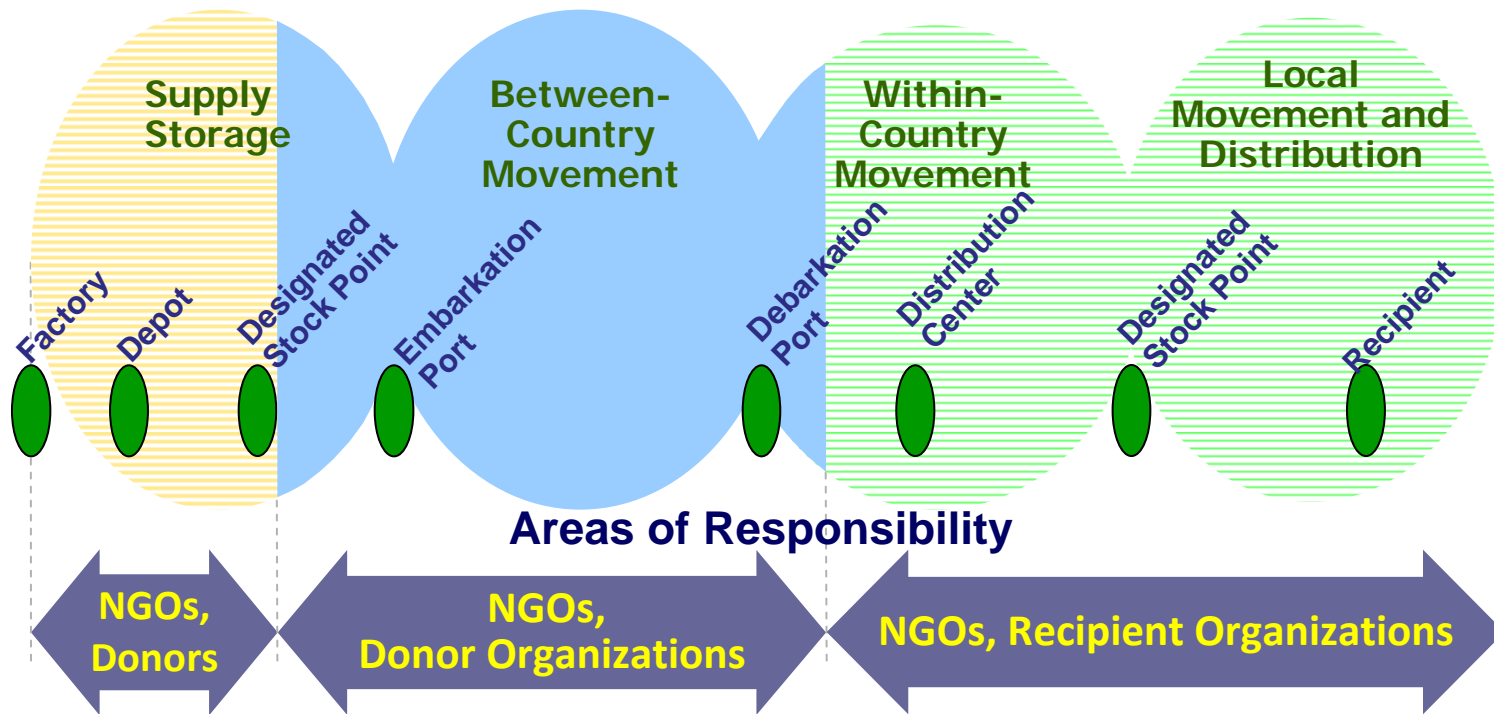 Supply
Storage
Between-
Country
Movement
Within-
Country
Movement
Local
Movement and
Distribution
Factory
Depot
Designated
Stock Point
Embarkation
Port
Debarkation
Port
Distribution
Center
Designated
Stock Point
Recipient
Areas of Responsibility
NGOs,
Donors
NGOs,
Donor Organizations
NGOs, Recipient Organizations